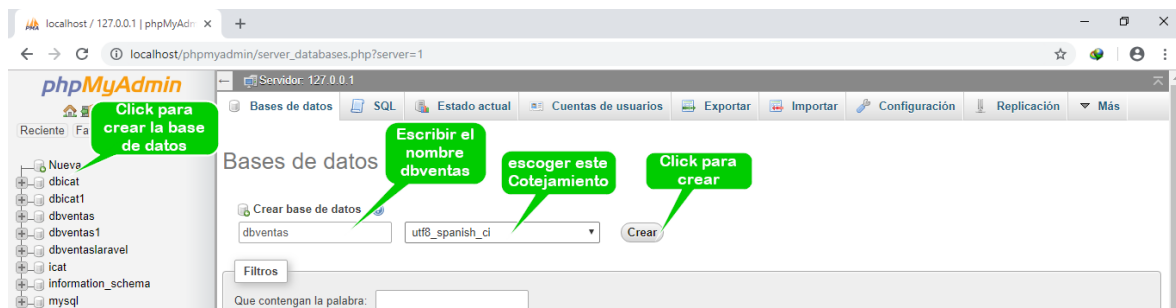 localhost / 127.0.0.1 | phpMyAdm
localhost/phpmyadmin/server_databases.php?server=1
phpMyAdmin
Servidor: 127.0.0.1
Bases de datos SQL Estado actual Cuentas de usuarios Exportar Importar Configuración Replicación Más
Reciente Fa
Click para
crear la base
de datos
Nueva
dbicat
dbicat1
dbventas
dbventas1
dbventaslaravel
icat
information_schema
mysql
Bases de datos
Escribir el
nombre
dbventas
escoger este
Cotejamiento
Click para
crear
Crear base de datos
dbventas
utf8_spanish_ci
Crear
Filtros
Que contengan la palabra: